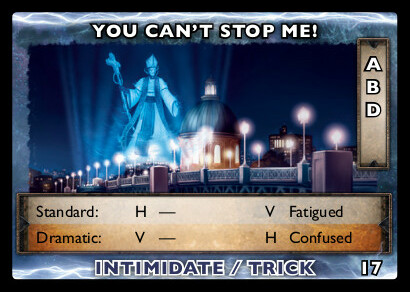 YOU CAN'T STOP ME!
A
B
D
Standard: H — V Fatigued
Dramatic: V — H Confused
INTIMIDATE / TRICK 17